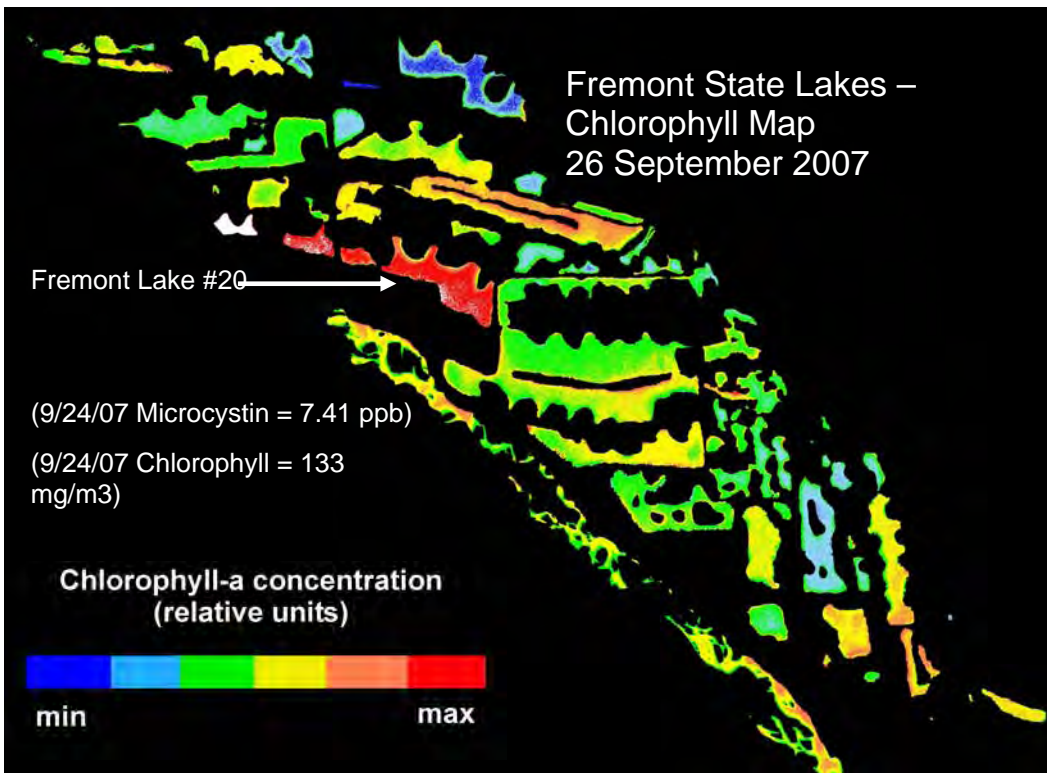 Fremont State Lakes –
Chlorophyll Map
26 September 2007
Fremont Lake #20
(9/24/07 Microcystin = 7.41 ppb)
(9/24/07 Chlorophyll = 133
mg/m3)
Chlorophyll-a concentration
(relative units)
min max